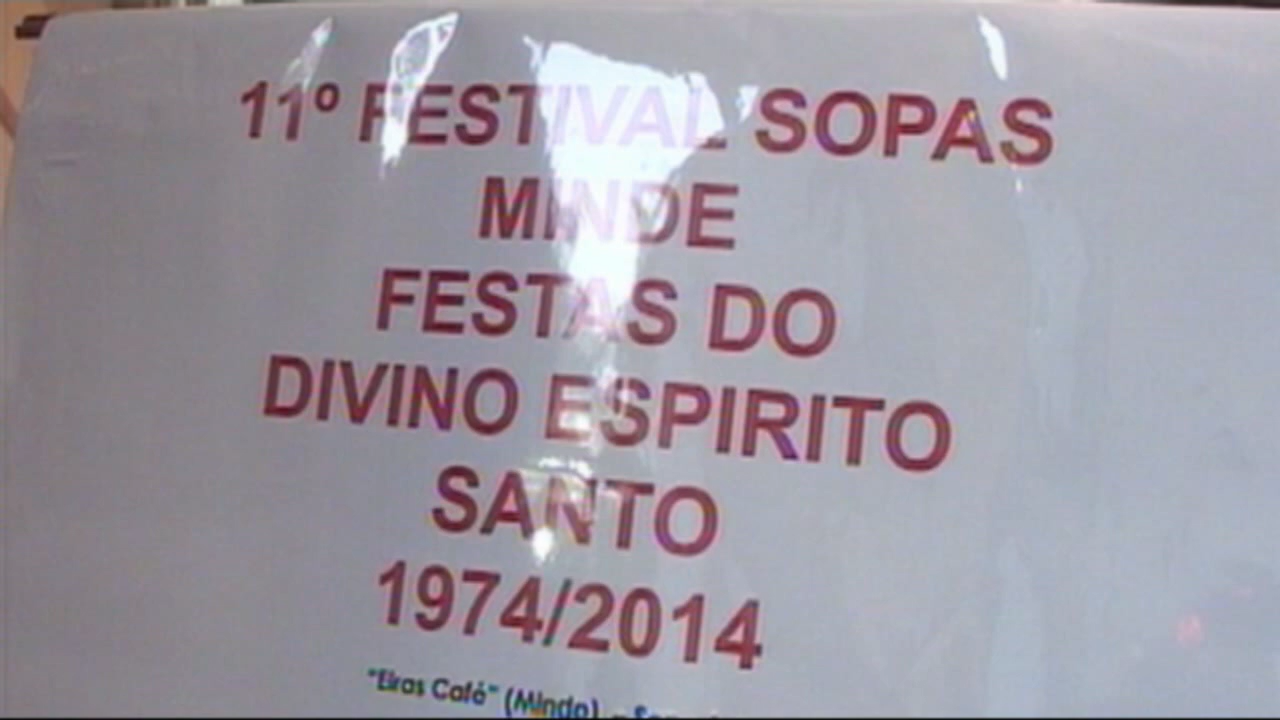 11º FESTIVAL SOPAS
MINDE
FESTAS DO
DIVINO ESPIRITO
SANTO
1974/2014
"Eiras Café" (Minde) -